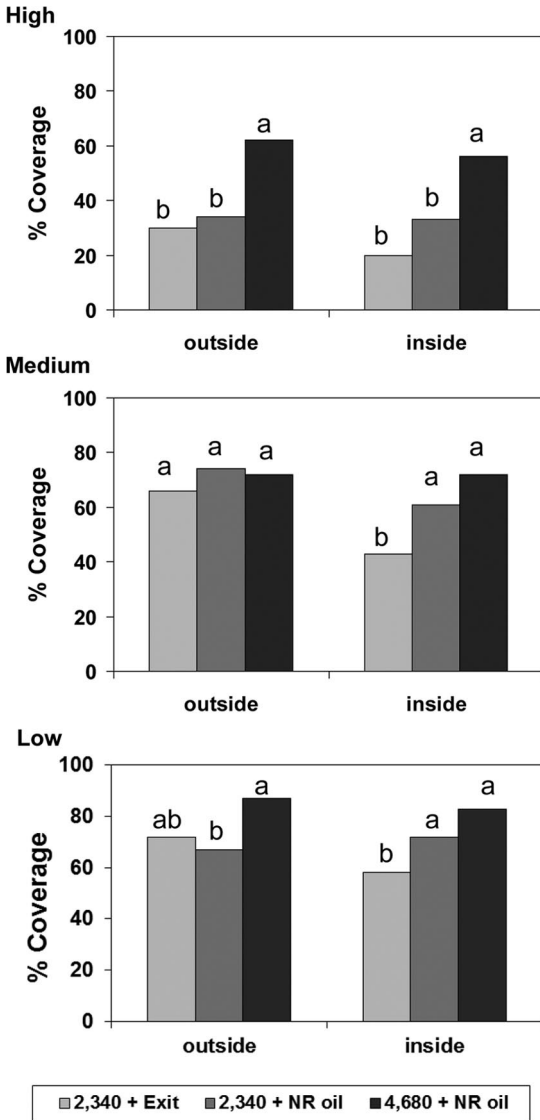 High
100
80
60
40
20
0
% Coverage
b
b
a
b
b
a
outside
inside
Medium
100
80
60
40
20
0
% Coverage
a
a
a
b
a
a
outside
inside
Low
100
80
60
40
20
0
% Coverage
ab
b
a
b
a
a
outside
inside
2,340 + Exit 2,340 + NR oil 4,680 + NR oil